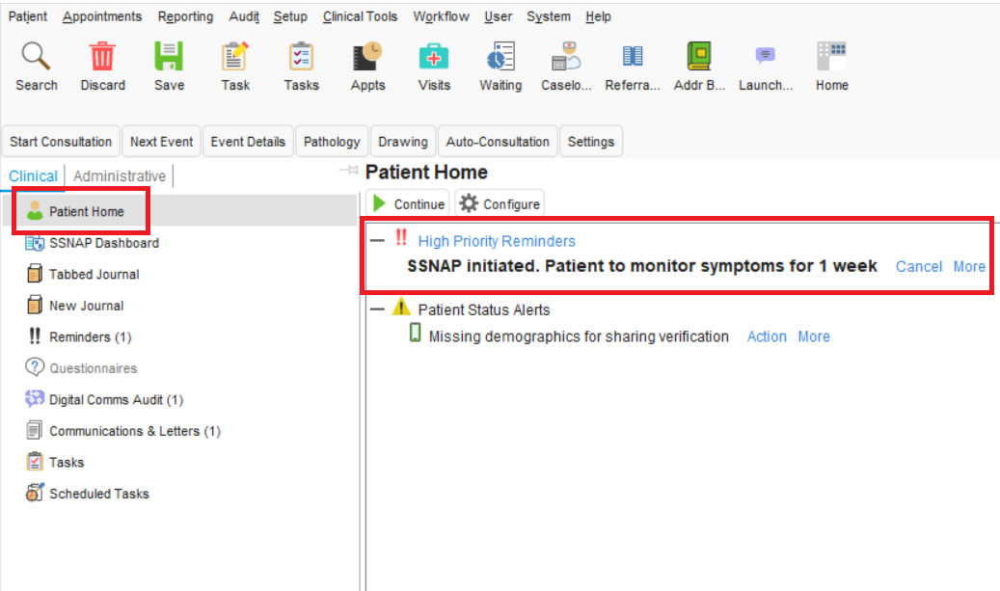 Patient Appointments Reporting Audit Setup Clinical Tools Workflow User System Help
Search Discard Save Task Tasks Appts Visits Waiting Caselo... Referra... Addr B... Launch... Home
Start Consultation Next Event Event Details Pathology Drawing Auto-Consultation Settings
Clinical Administrative
Patient Home
SSNAP Dashboard
Tabbed Journal
New Journal
Reminders (1)
Questionnaires
Digital Comms Audit (1)
Communications & Letters (1)
Tasks
Scheduled Tasks
Patient Home
Continue Configure
High Priority Reminders
SSNAP initiated. Patient to monitor symptoms for 1 week Cancel More
Patient Status Alerts
Missing demographics for sharing verification Action More